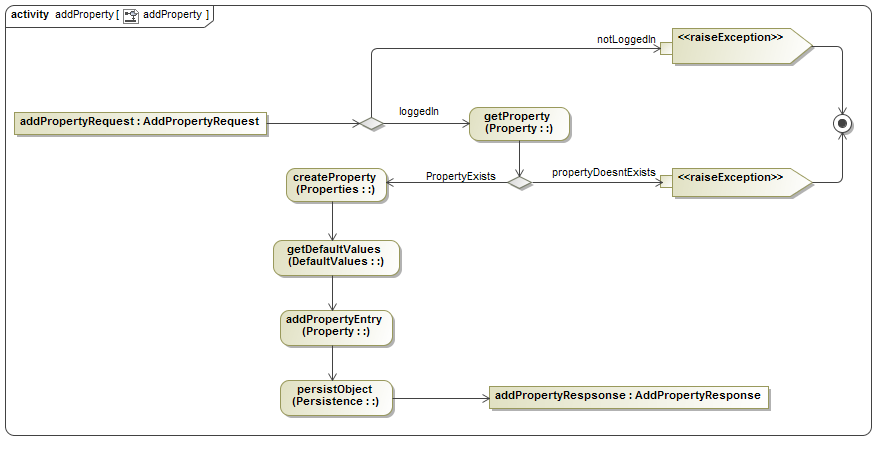 activity addProperty [ addProperty ]
notLoggedIn
<<raiseException>>
addPropertyRequest : AddPropertyRequest
loggedIn
getProperty
(Property : :)
createProperty
(Properties : :)
PropertyExists
propertyDoesntExists
<<raiseException>>
getDefaultValues
(DefaultValues : :)
addPropertyEntry
(Property : :)
persistObject
(Persistence : :)
addPropertyRespsonse : AddPropertyResponse